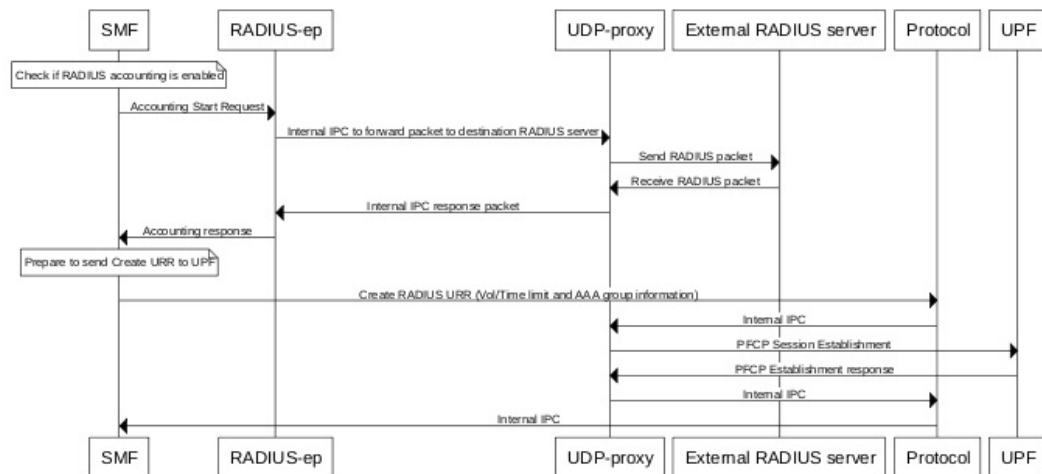 SMF
RADIUS-ep
UDP-proxy
External RADIUS server
Protocol
UPF
Check if RADIUS accounting is enabled
Accounting Start Request
Internal IPC to forward packet to destination RADIUS server
Send RADIUS packet
Receive RADIUS packet
Internal IPC response packet
Accounting response
Prepare to send Create URR to UPF
Create RADIUS URR (Vol/Time limit and AAA group information)
Internal IPC
PFCP Session Establishment
PFCP Establishment response
Internal IPC
Internal IPC
SMF
RADIUS-ep
UDP-proxy
External RADIUS server
Protocol
UPF